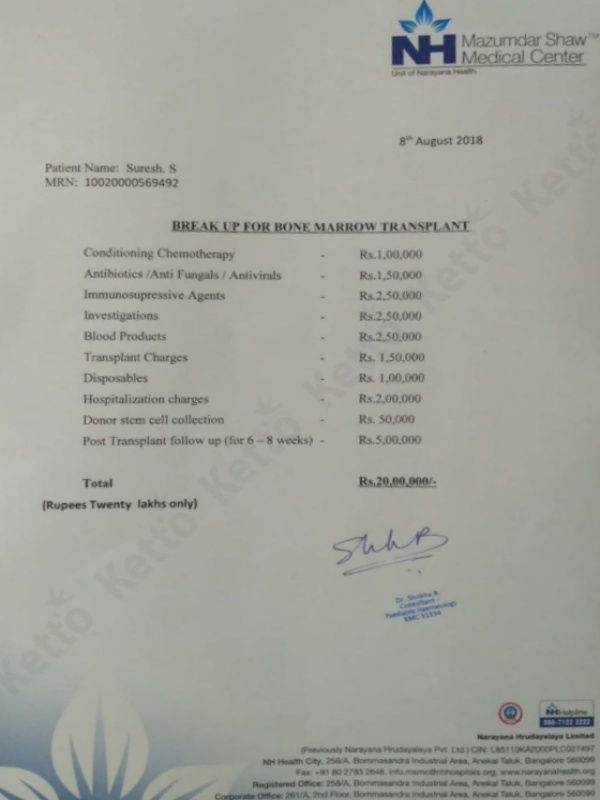 NH Mazumdar Shaw™
Medical Center
Unit of Narayana Health
8th August 2018
Patient Name: Suresh. S
MRN: 10020000569492
BREAK UP FOR BONE MARROW TRANSPLANT
Conditioning Chemotherapy - Rs.1,00,000
Antibiotics /Anti Fungals / Antivirals - Rs.1,50,000
Immunosupressive Agents - Rs.2,50,000
Investigations - Rs.2,50,000
Blood Products - Rs.2,50,000
Transplant Charges - Rs. 1,50,000
Disposables - Rs. 1,00,000
Hospitalization charges - Rs.2,00,000
Donor stem cell collection - Rs. 50,000
Post Transplant follow up (for 6 – 8 weeks) - Rs.5,00,000
Total Rs.20,00,000/-
(Rupees Twenty lakhs only)
Dr. Shobha B.
Consultant -
Paediatric Haematology
KMC 51334
Ketto Ketto Ketto Ketto Ketto Ketto
NH Helpline
080-7122 2222
Narayana Hrudayalaya Limited
(Previously Narayana Hrudayalaya Pvt. Ltd.) CIN: L85110KA2000PLC027497
NH Health City, 258/A, Bommasandra Industrial Area, Anekal Taluk, Bangalore 560099
Fax: +91 80 2783 2648, info.msmc@nhhospitals.org, www.narayanahealth.org
Registered Office: 258/A, Bommasandra Industrial Area, Anekal Taluk, Bangalore 560099
Corporate Office: 261/A, 2nd Floor, Bommasandra Industrial Area, Anekal Taluk, Bangalore 560099